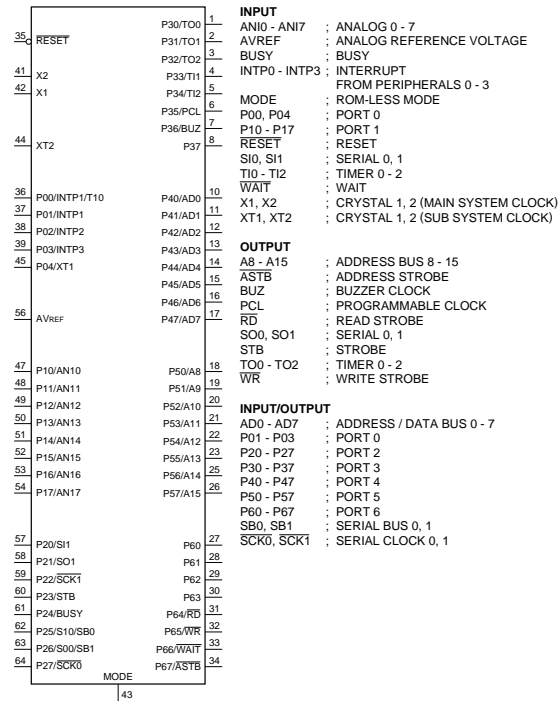 P30/TO0 1
35 RESET P31/TO1 2
P32/TO2 3
41 X2 P33/TI1 4
42 X1 P34/TI2 5
P35/PCL 6
P36/BUZ 7
44 XT2 P37 8
36 P00/INTP1/T10 P40/AD0 10
37 P01/INTP1 P41/AD1 11
38 P02/INTP2 P42/AD2 12
39 P03/INTP3 P43/AD3 13
45 P04/XT1 P44/AD4 14
P45/AD5 15
P46/AD6 16
56 AVREF P47/AD7 17
47 P10/AN10 P50/A8 18
48 P11/AN11 P51/A9 19
49 P12/AN12 P52/A10 20
50 P13/AN13 P53/A11 21
51 P14/AN14 P54/A12 22
52 P15/AN15 P55/A13 23
53 P16/AN16 P56/A14 25
54 P17/AN17 P57/A15 26
57 P20/SI1 P60 27
58 P21/SO1 P61 28
59 P22/SCK1 P62 29
60 P23/STB P63 30
61 P24/BUSY P64/RD 31
62 P25/S10/SB0 P65/WR 32
63 P26/S00/SB1 P66/WAIT 33
64 P27/SCK0 P67/ASTB 34
MODE
43
INPUT
ANI0 - ANI7 ; ANALOG 0 - 7
AVREF ; ANALOG REFERENCE VOLTAGE
BUSY ; BUSY
INTP0 - INTP3 ; INTERRUPT
FROM PERIPHERALS 0 - 3
MODE ; ROM-LESS MODE
P00, P04 ; PORT 0
P10 - P17 ; PORT 1
RESET ; RESET
SI0, SI1 ; SERIAL 0, 1
TI0 - TI2 ; TIMER 0 - 2
WAIT ; WAIT
X1, X2 ; CRYSTAL 1, 2 (MAIN SYSTEM CLOCK)
XT1, XT2 ; CRYSTAL 1, 2 (SUB SYSTEM CLOCK)
OUTPUT
A8 - A15 ; ADDRESS BUS 8 - 15
ASTB ; ADDRESS STROBE
BUZ ; BUZZER CLOCK
PCL ; PROGRAMMABLE CLOCK
RD ; READ STROBE
SO0, SO1 ; SERIAL 0, 1
STB ; STROBE
TO0 - TO2 ; TIMER 0 - 2
WR ; WRITE STROBE
INPUT/OUTPUT
AD0 - AD7 ; ADDRESS / DATA BUS 0 - 7
P01 - P03 ; PORT 0
P20 - P27 ; PORT 2
P30 - P37 ; PORT 3
P40 - P47 ; PORT 4
P50 - P57 ; PORT 5
P60 - P67 ; PORT 6
SB0, SB1 ; SERIAL BUS 0, 1
SCK0, SCK1 ; SERIAL CLOCK 0, 1